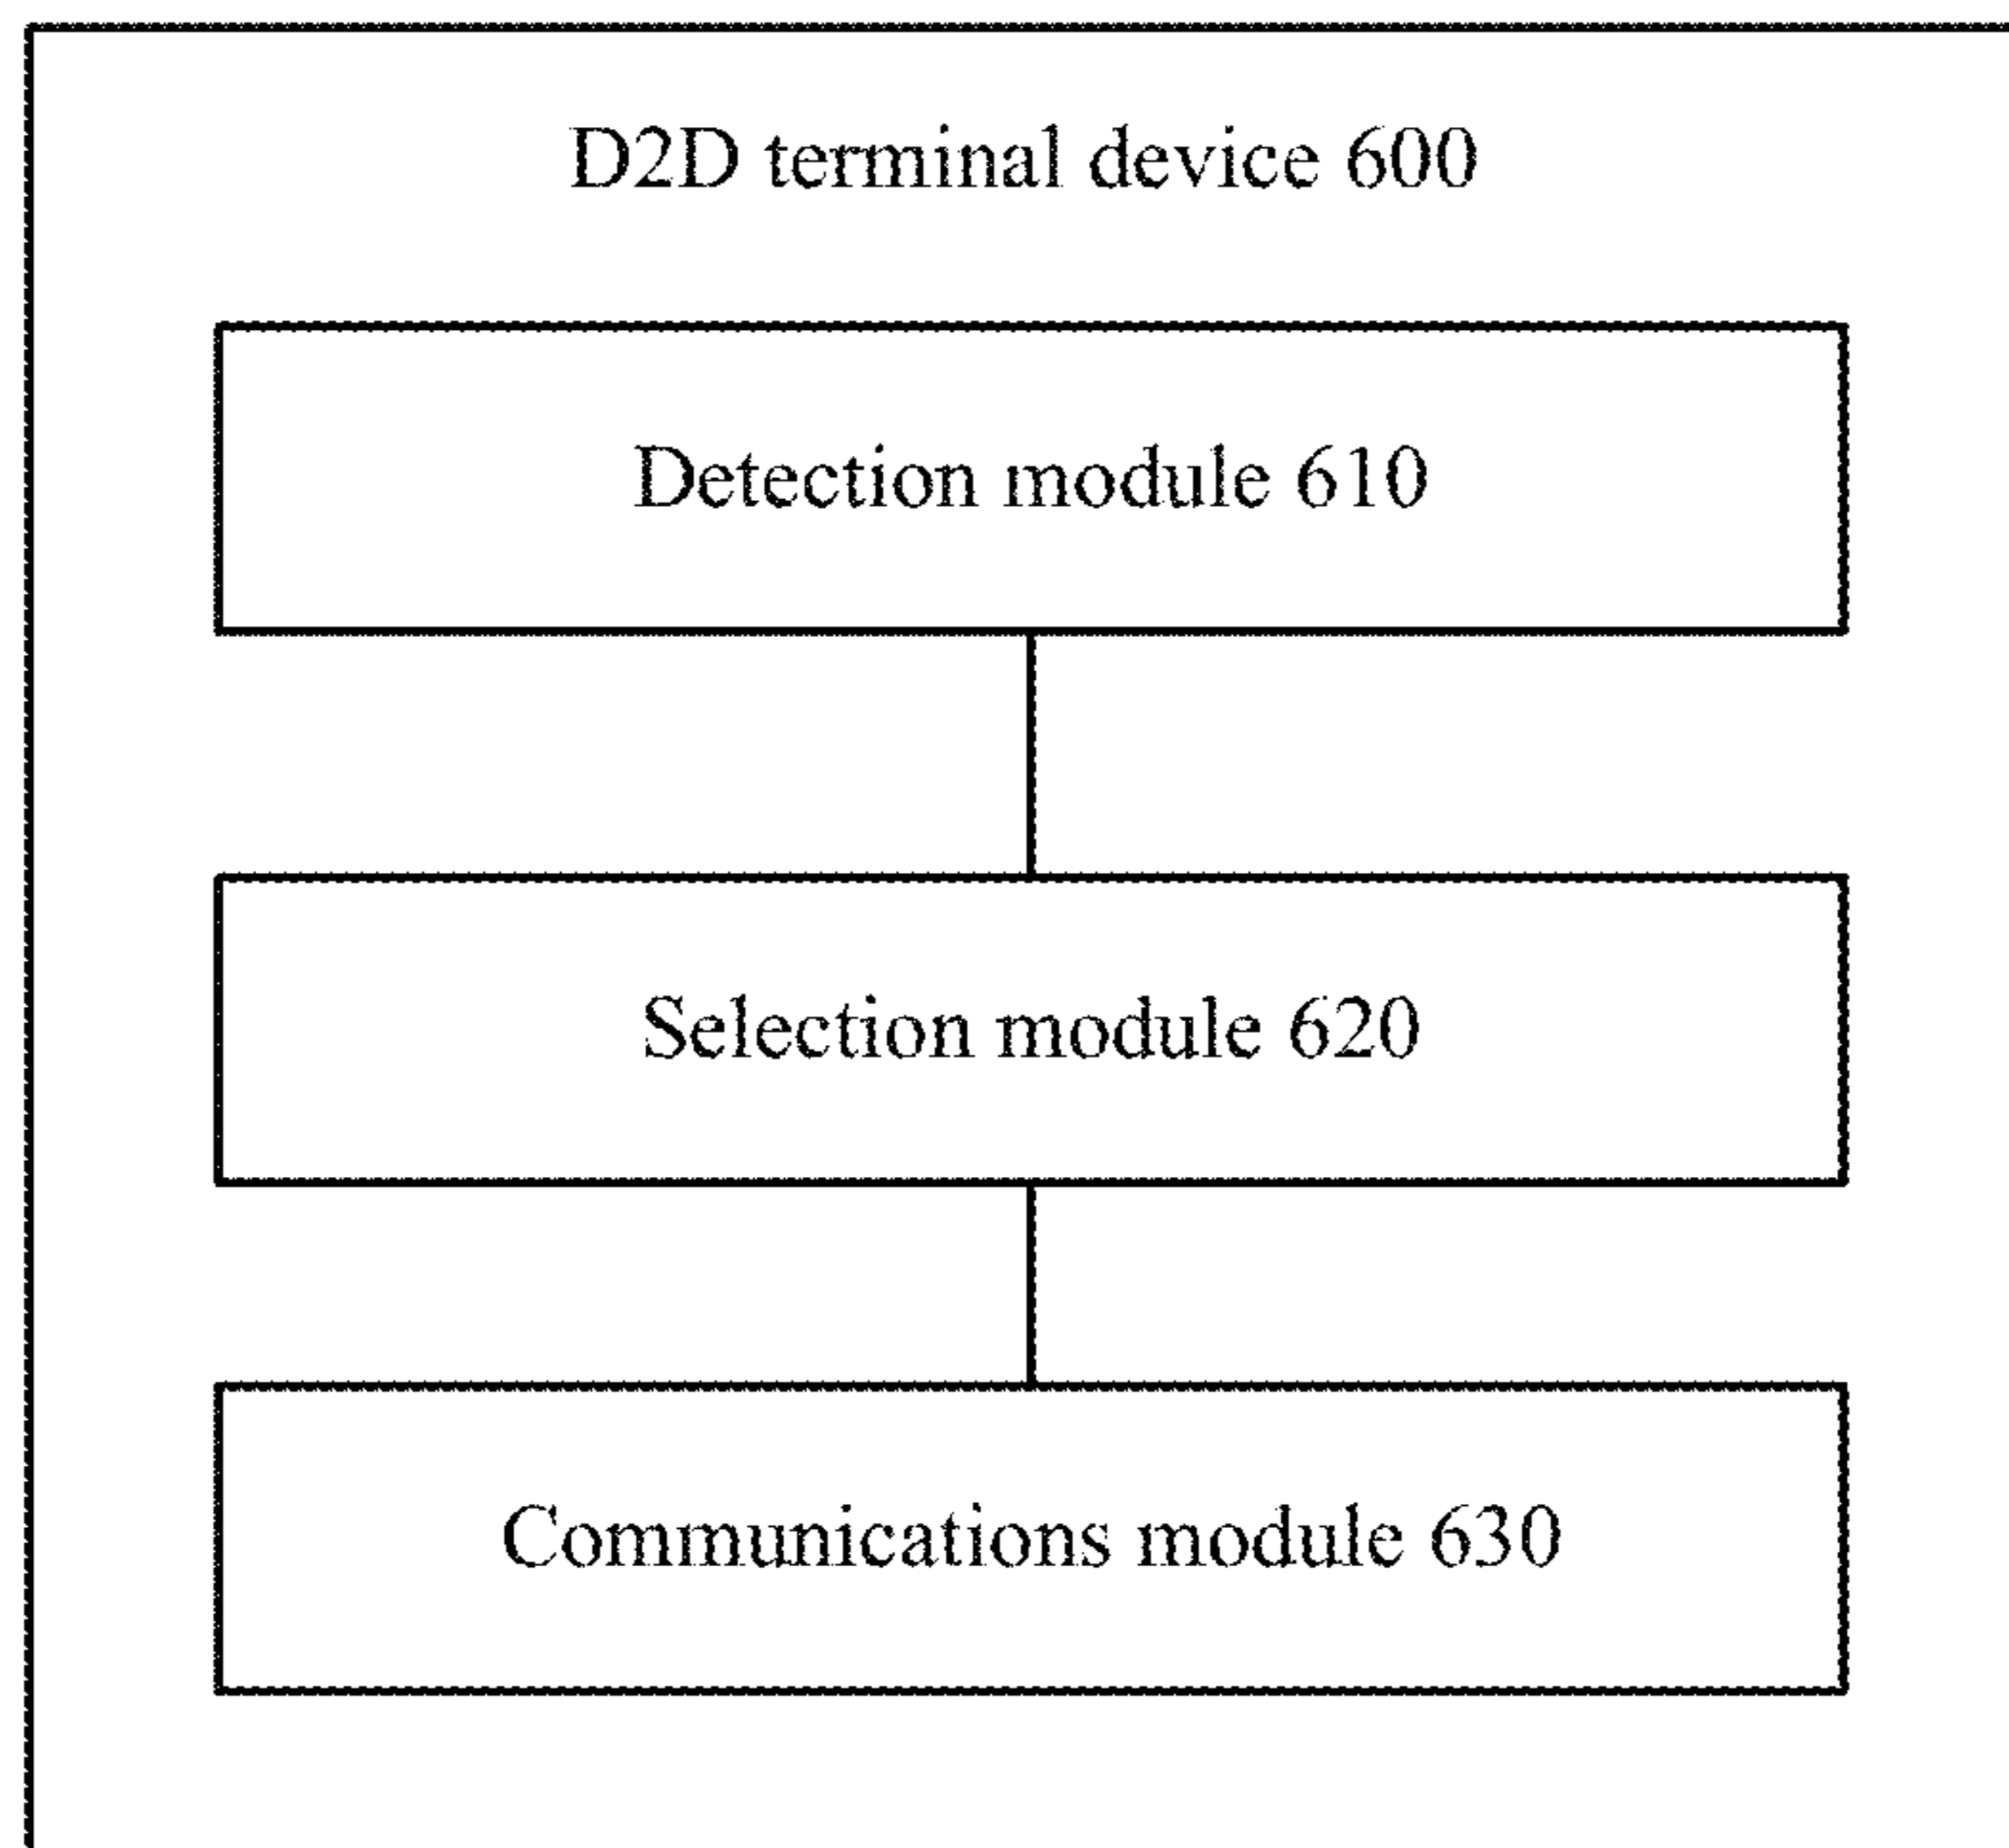 D2D terminal device 600
Detection module 610
Selection module 620
Communications module 630